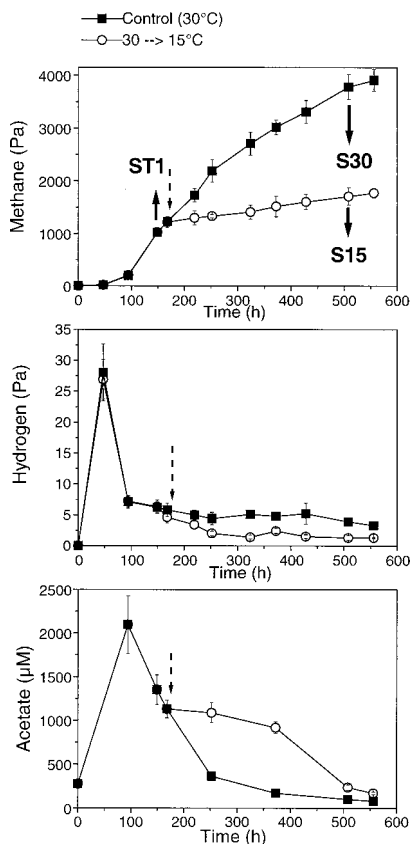 Control (30°C)
30 --> 15°C
4000
3000
2000
1000
0
Methane (Pa)
ST1
S30
S15
0 100 200 300 400 500 600
Time (h)
35
30
25
20
15
10
5
0
Hydrogen (Pa)
0 100 200 300 400 500 600
Time (h)
2500
2000
1500
1000
500
0
Acetate (µM)
0 100 200 300 400 500 600
Time (h)